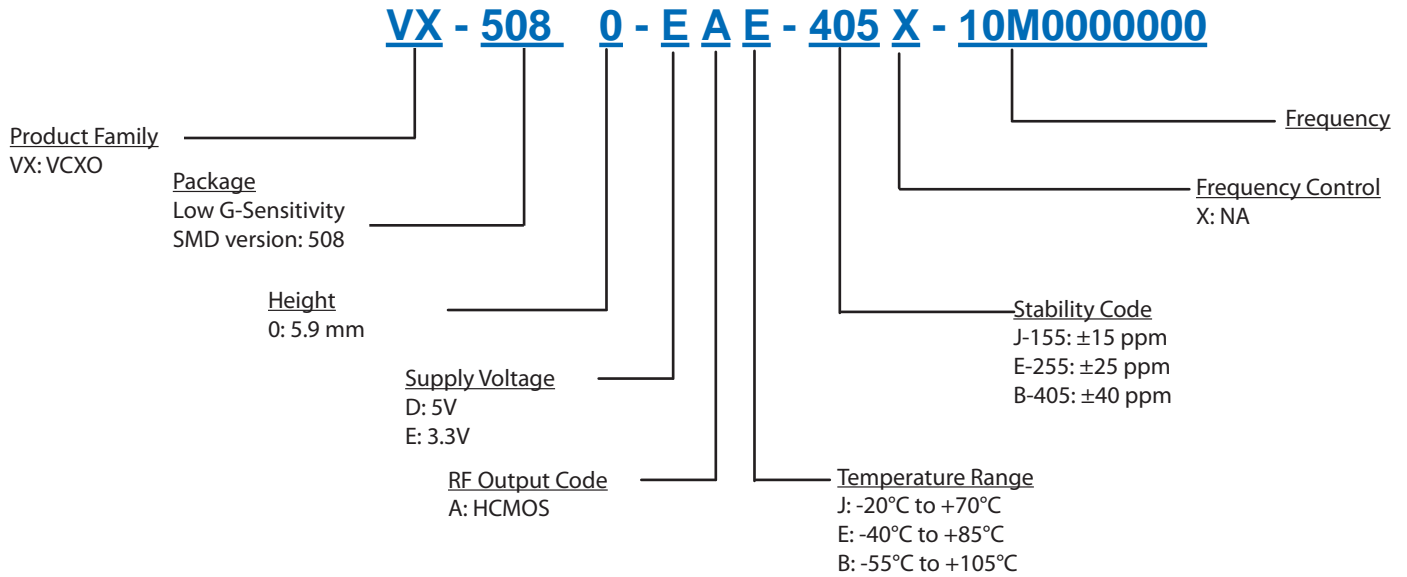 VX - 508 0 - E A E - 405 X - 10M0000000
Frequency
Product Family
VX: VCXO
Package
Low G-Sensitivity
SMD version: 508
Frequency Control
X: NA
Height
0: 5.9 mm
Stability Code
J-155: ±15 ppm
E-255: ±25 ppm
B-405: ±40 ppm
Supply Voltage
D: 5V
E: 3.3V
RF Output Code
A: HCMOS
Temperature Range
J: -20°C to +70°C
E: -40°C to +85°C
B: -55°C to +105°C